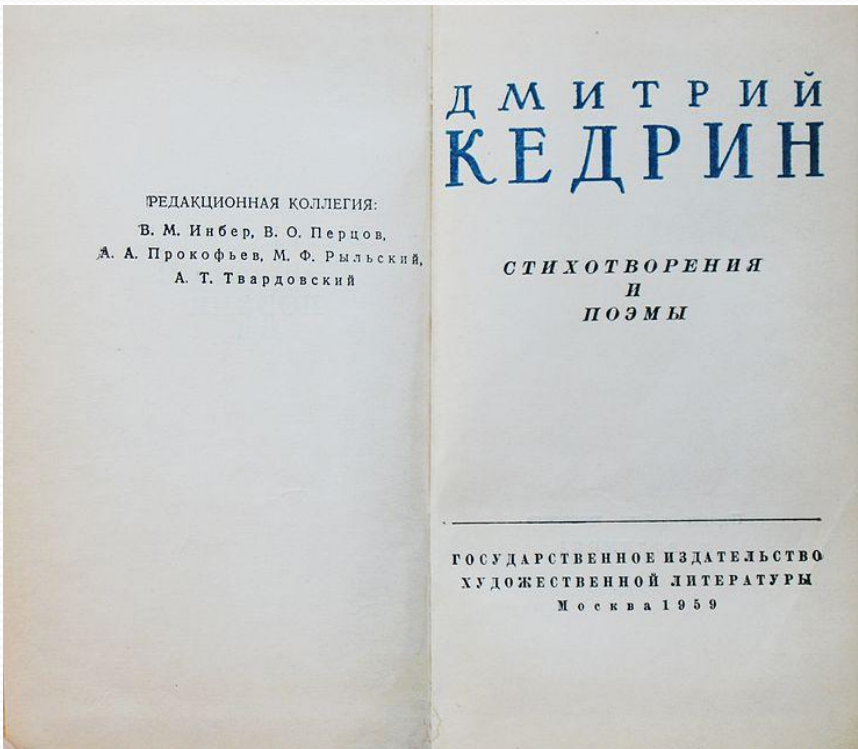 РЕДАКЦИОННАЯ КОЛЛЕГИЯ:
В. М. Инбер, В. О. Перцов,
А. А. Прокофьев, М. Ф. Рыльский,
А. Т. Твардовский
ДМИТРИЙ
КЕДРИН
СТИХОТВОРЕНИЯ
И
ПОЭМЫ
ГОСУДАРСТВЕННОЕ ИЗДАТЕЛЬСТВО
ХУДОЖЕСТВЕННОЙ ЛИТЕРАТУРЫ
Москва 1959